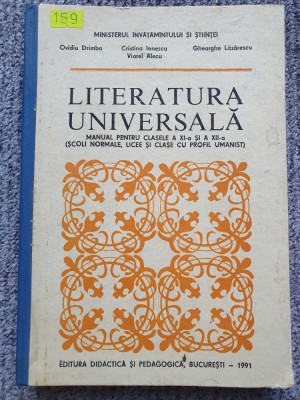 159
MINISTERUL ÎNVĂȚĂMÎNTULUI ȘI ȘTIINȚEI
Ovidiu Drimba Cristina Ionescu Gheorghe Lăzărescu
Viorel Alecu
LITERATURA
UNIVERSALĂ
MANUAL PENTRU CLASELE A XI-a ȘI A XII-a
(ȘCOLI NORMALE, LICEE ȘI CLASE CU PROFIL UMANIST)
EDITURA DIDACTICĂ ȘI PEDAGOGICĂ, BUCUREȘTI – 1991